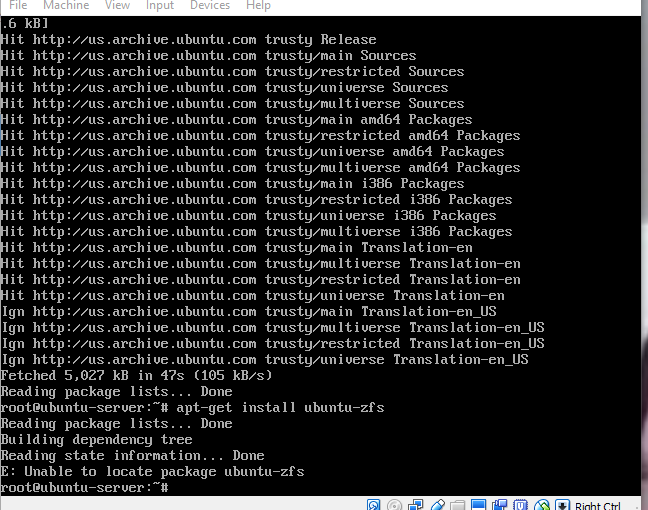 File Machine View Input Devices Help
.6 kB]
Hit http://us.archive.ubuntu.com trusty Release
Hit http://us.archive.ubuntu.com trusty/main Sources
Hit http://us.archive.ubuntu.com trusty/restricted Sources
Hit http://us.archive.ubuntu.com trusty/universe Sources
Hit http://us.archive.ubuntu.com trusty/multiverse Sources
Hit http://us.archive.ubuntu.com trusty/main amd64 Packages
Hit http://us.archive.ubuntu.com trusty/restricted amd64 Packages
Hit http://us.archive.ubuntu.com trusty/universe amd64 Packages
Hit http://us.archive.ubuntu.com trusty/multiverse amd64 Packages
Hit http://us.archive.ubuntu.com trusty/main i386 Packages
Hit http://us.archive.ubuntu.com trusty/restricted i386 Packages
Hit http://us.archive.ubuntu.com trusty/universe i386 Packages
Hit http://us.archive.ubuntu.com trusty/multiverse i386 Packages
Hit http://us.archive.ubuntu.com trusty/main Translation-en
Hit http://us.archive.ubuntu.com trusty/multiverse Translation-en
Hit http://us.archive.ubuntu.com trusty/restricted Translation-en
Hit http://us.archive.ubuntu.com trusty/universe Translation-en
Ign http://us.archive.ubuntu.com trusty/main Translation-en_US
Ign http://us.archive.ubuntu.com trusty/multiverse Translation-en_US
Ign http://us.archive.ubuntu.com trusty/restricted Translation-en_US
Ign http://us.archive.ubuntu.com trusty/universe Translation-en_US
Fetched 5,027 kB in 47s (105 kB/s)
Reading package lists... Done
root@ubuntu-server:~# apt-get install ubuntu-zfs
Reading package lists... Done
Building dependency tree
Reading state information... Done
E: Unable to locate package ubuntu-zfs
root@ubuntu-server:~#
Right Ctrl